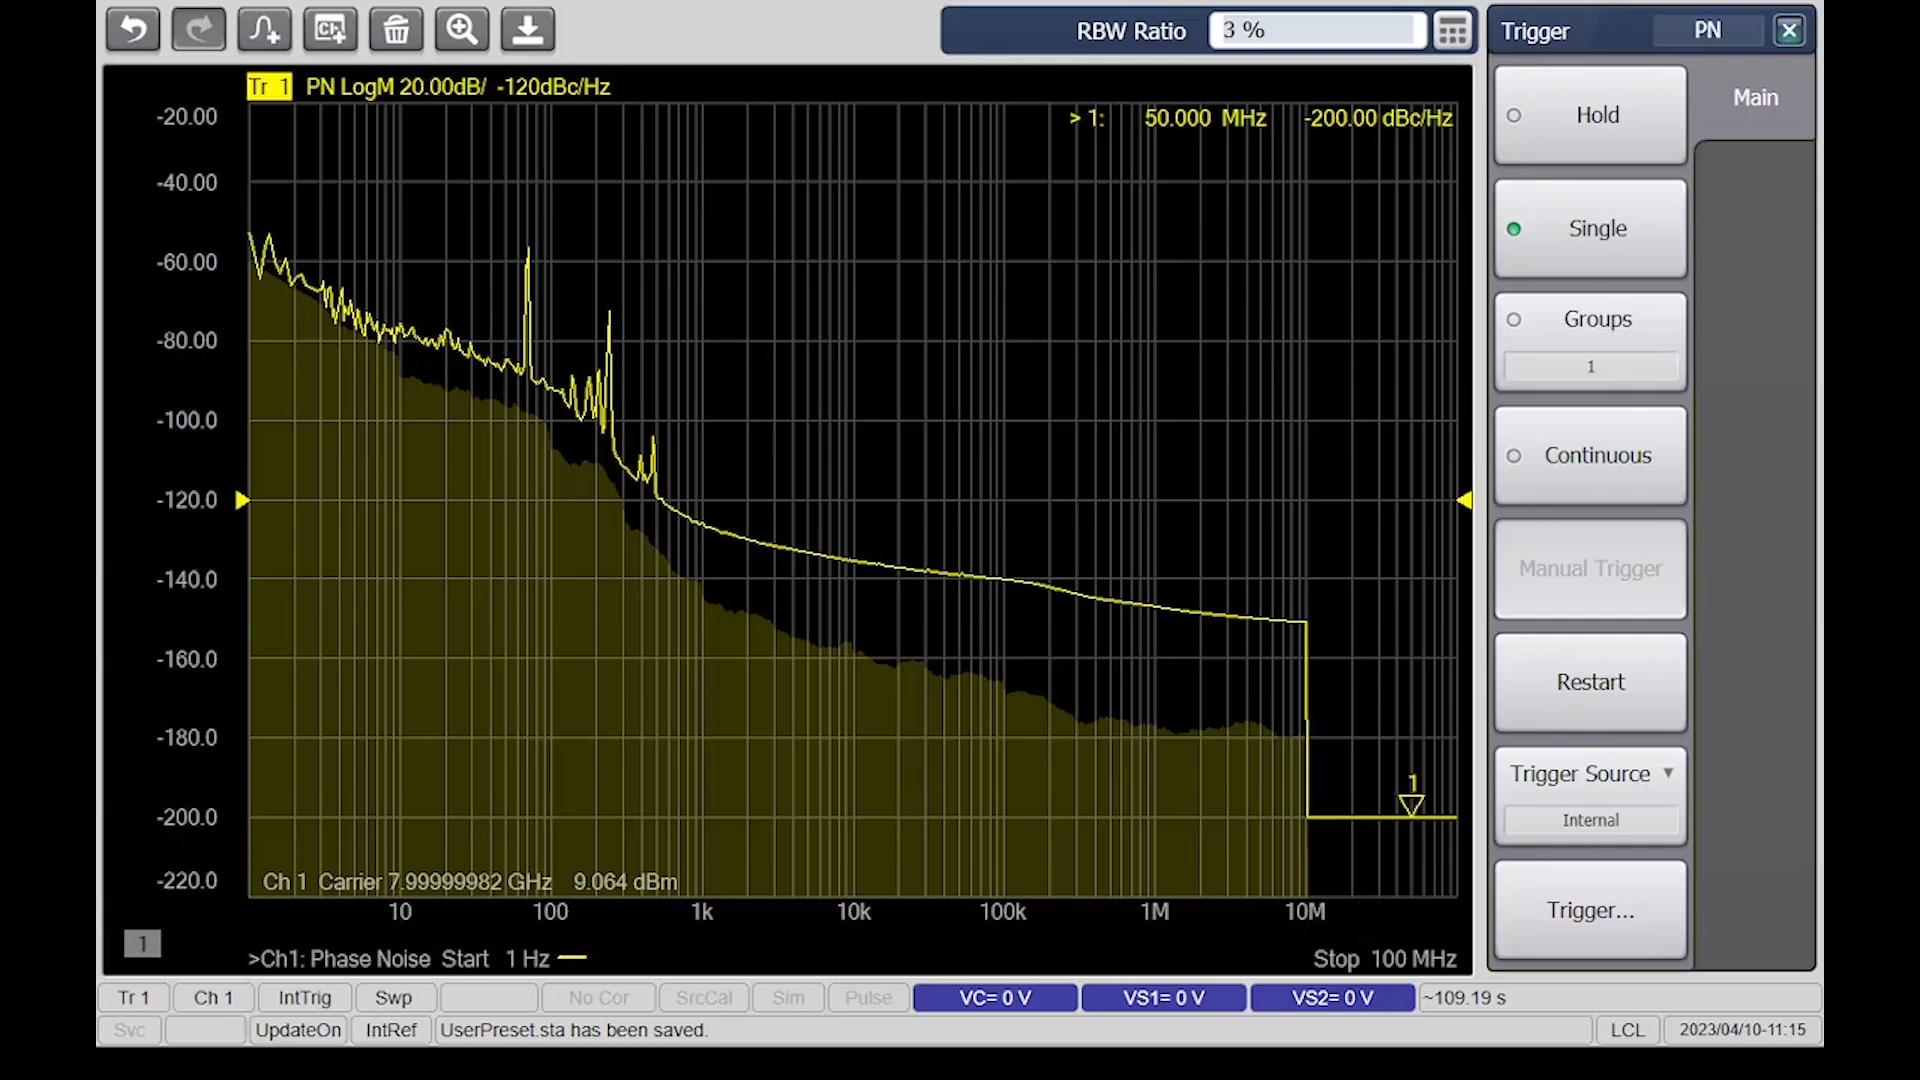 RBW Ratio 3 %
Trigger PN
Main
Hold
Single
Groups
1
Continuous
Manual Trigger
Restart
Trigger Source
Internal
Trigger...
Tr 1 PN LogM 20.00dB/ -120dBc/Hz
> 1: 50.000 MHz -200.00 dBc/Hz
-20.00
-40.00
-60.00
-80.00
-100.0
-120.0
-140.0
-160.0
-180.0
-200.0
-220.0
1
Ch 1 Carrier 7.99999982 GHz 9.064 dBm
10 100 1k 10k 100k 1M 10M
1
>Ch1: Phase Noise Start 1 Hz Stop 100 MHz
Tr 1 Ch 1 IntTrig Swp No Cor SrcCal Sim Pulse VC= 0 V VS1= 0 V VS2= 0 V ~109.19 s
Svc UpdateOn IntRef UserPreset.sta has been saved. LCL 2023/04/10-11:15